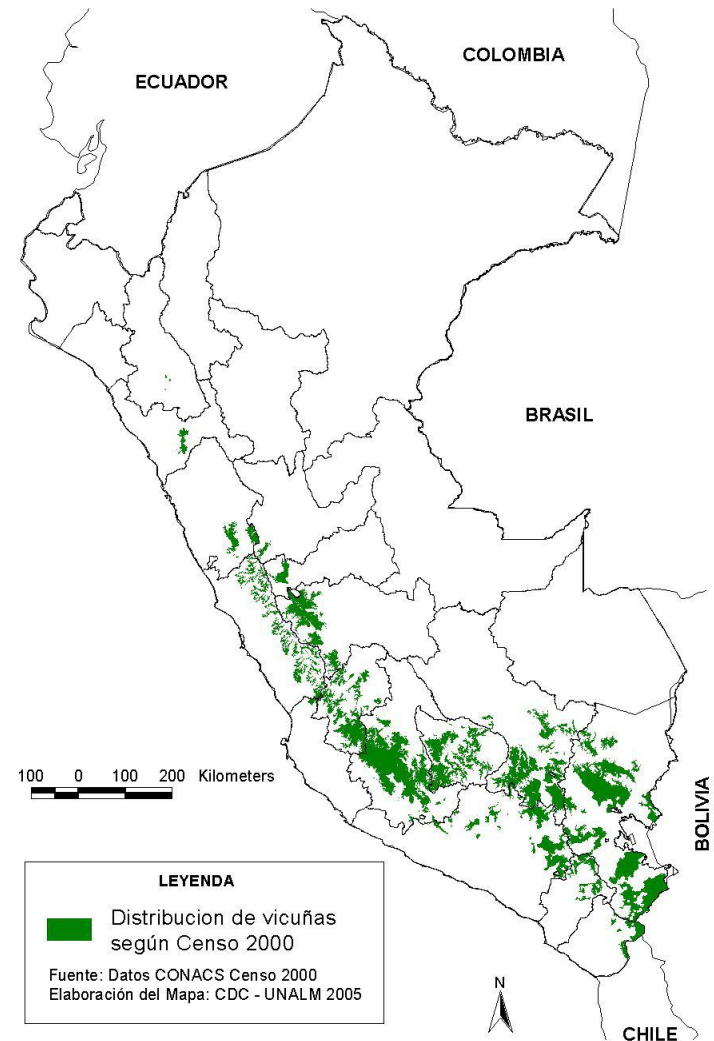 COLOMBIA
ECUADOR
BRASIL
100 0 100 200 Kilometers
BOLIVIA
LEYENDA
Distribucion de vicuñas
según Censo 2000
Fuente: Datos CONACS Censo 2000
Elaboración del Mapa: CDC - UNALM 2005
N
CHILE